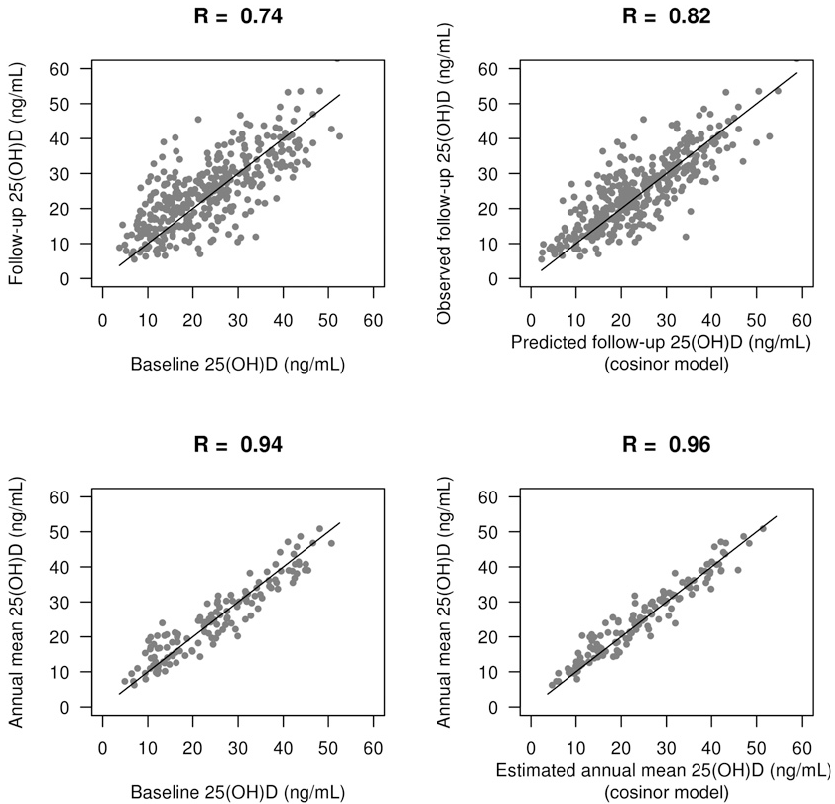 R = 0.74
Follow-up 25(OH)D (ng/mL)
60
50
40
30
20
10
0
0 10 20 30 40 50 60
Baseline 25(OH)D (ng/mL)
R = 0.82
Observed follow-up 25(OH)D (ng/mL)
60
50
40
30
20
10
0
0 10 20 30 40 50 60
Predicted follow-up 25(OH)D (ng/mL)
(cosinor model)
R = 0.94
Annual mean 25(OH)D (ng/mL)
60
50
40
30
20
10
0
0 10 20 30 40 50 60
Baseline 25(OH)D (ng/mL)
R = 0.96
Annual mean 25(OH)D (ng/mL)
60
50
40
30
20
10
0
0 10 20 30 40 50 60
Estimated annual mean 25(OH)D (ng/mL)
(cosinor model)